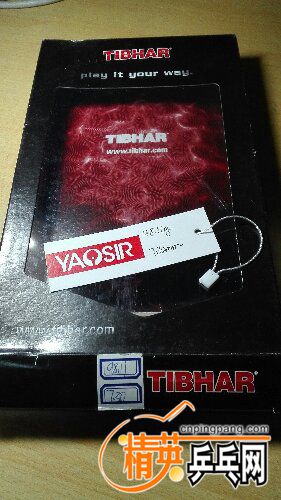 TIBHAR
play it your way.
TIBHAR
www.tibhar.com
YAQSIR
www.tibhar.com
TIBHAR
cnpingpang.com
精英乒乓网